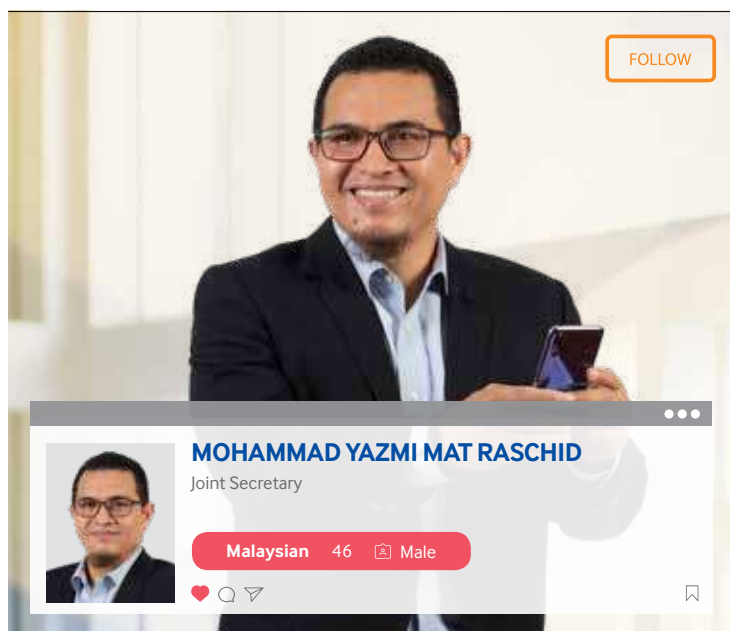 FOLLOW
MOHAMMAD YAZMI MAT RASCHID
Joint Secretary
Malaysian 46 Male